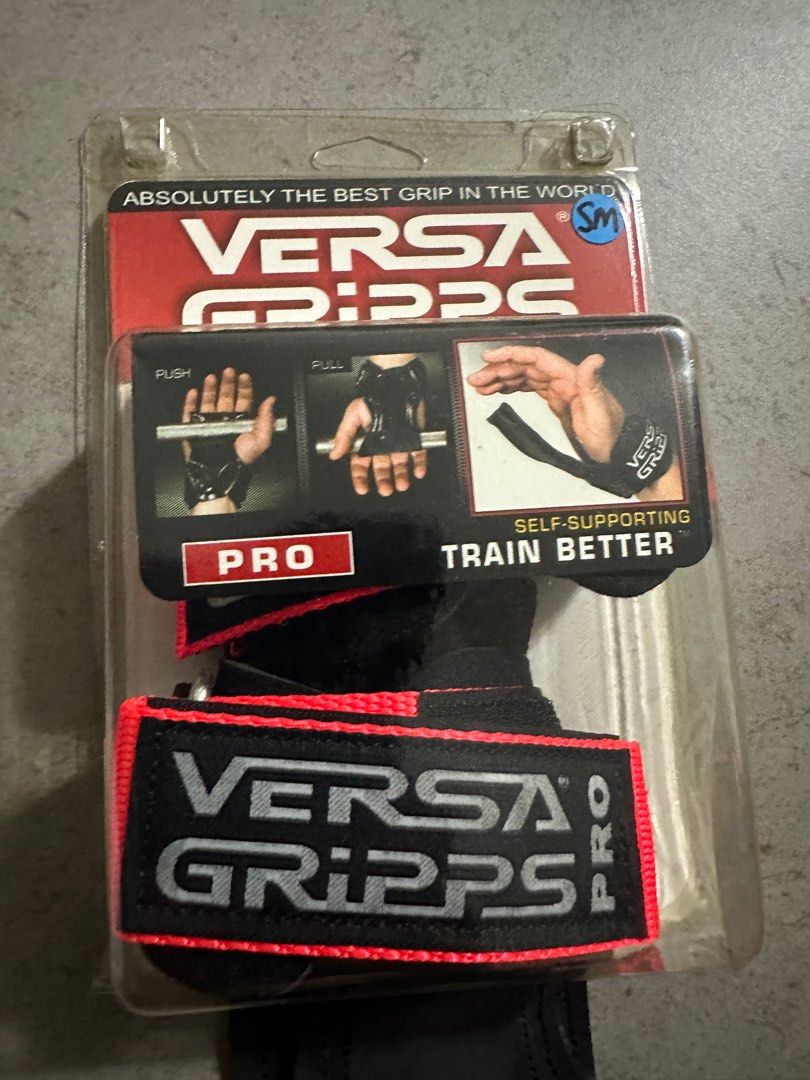 ABSOLUTELY THE BEST GRIP IN THE WORLD
SM
VERSA®
GRiPPS
PUSH
PULL
VERSA
GRiPPS
SELF-SUPPORTING
PRO
TRAIN BETTER™
VERSA®
GRiPPS
PRO